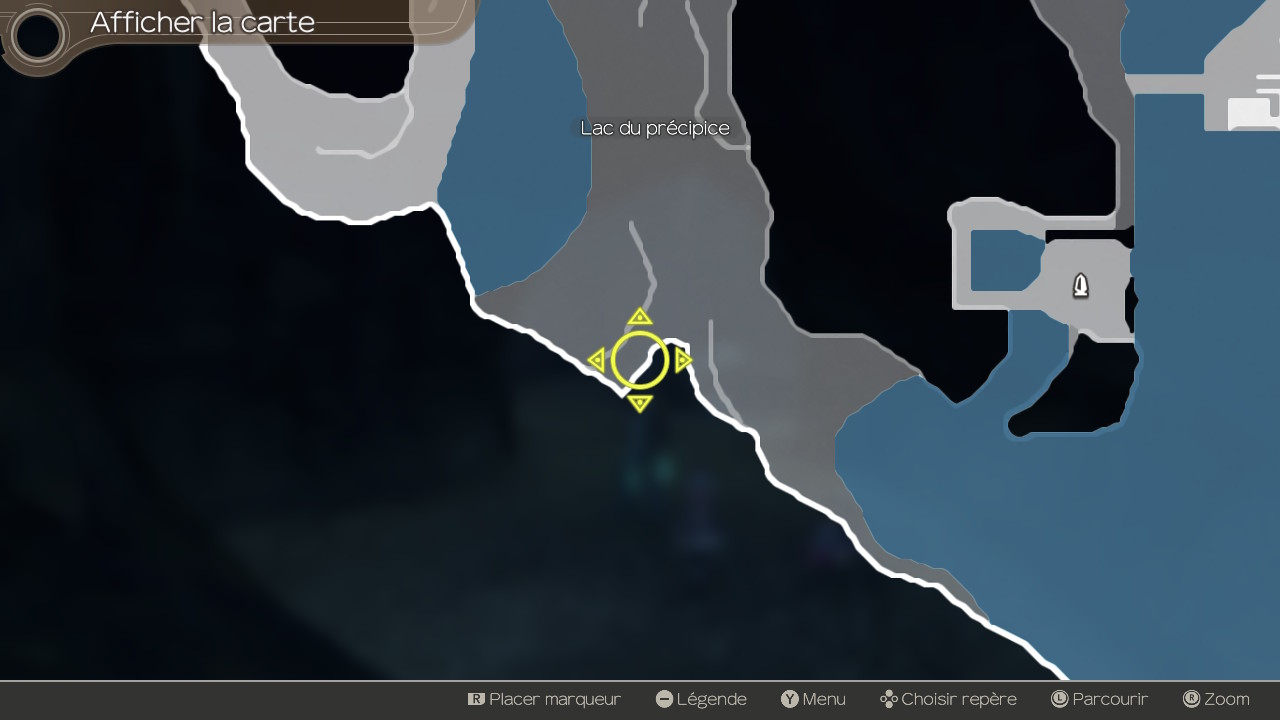 Afficher la carte
Lac du précipice
R Placer marqueur Légende Y Menu Choisir repère L Parcourir R Zoom